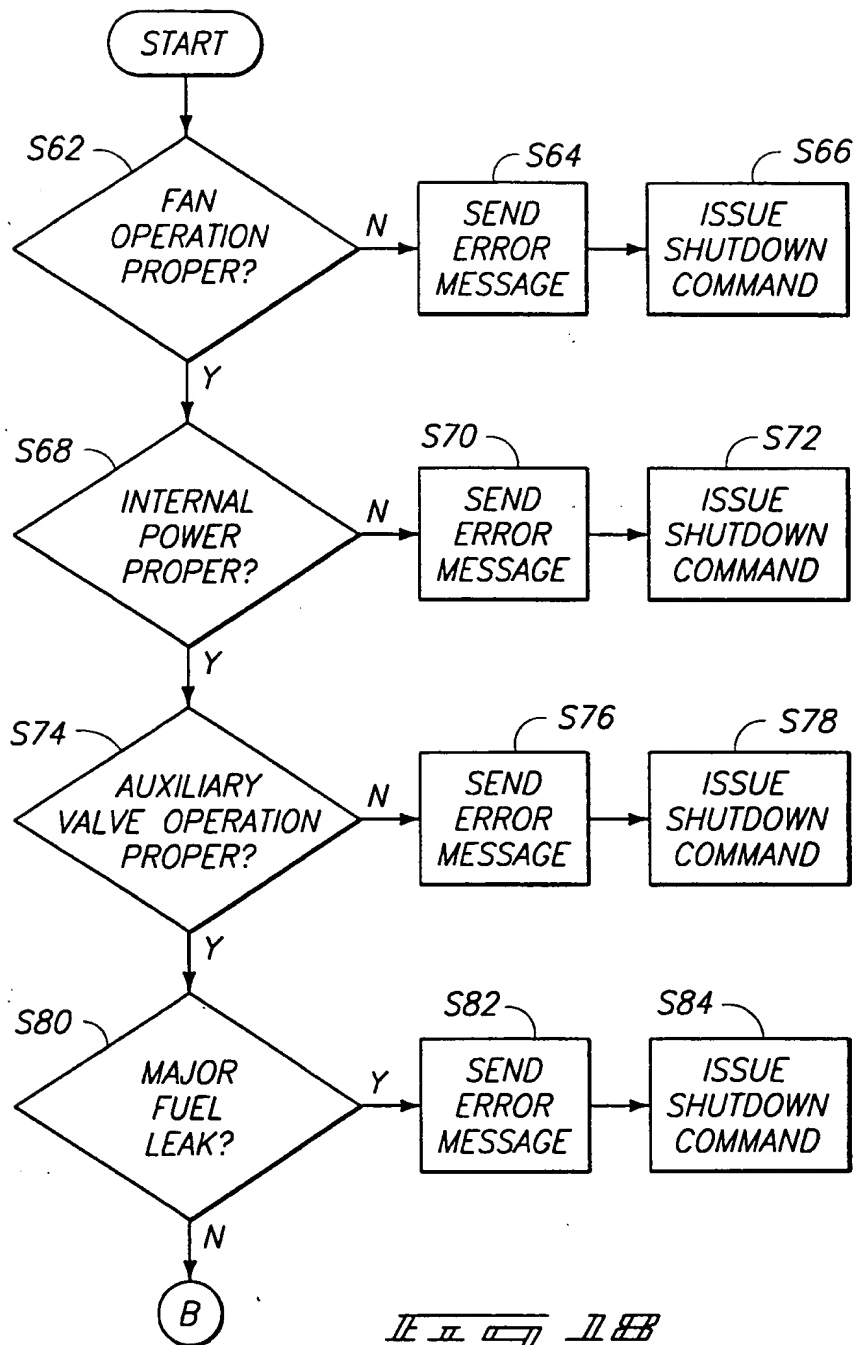 START
S62
FAN
OPERATION
PROPER?
N
S64
SEND
ERROR
MESSAGE
S66
ISSUE
SHUTDOWN
COMMAND
Y
S68
INTERNAL
POWER
PROPER?
N
S70
SEND
ERROR
MESSAGE
S72
ISSUE
SHUTDOWN
COMMAND
Y
S74
AUXILIARY
VALVE OPERATION
PROPER?
N
S76
SEND
ERROR
MESSAGE
S78
ISSUE
SHUTDOWN
COMMAND
Y
S80
MAJOR
FUEL
LEAK?
Y
S82
SEND
ERROR
MESSAGE
S84
ISSUE
SHUTDOWN
COMMAND
N
B
Fig 18